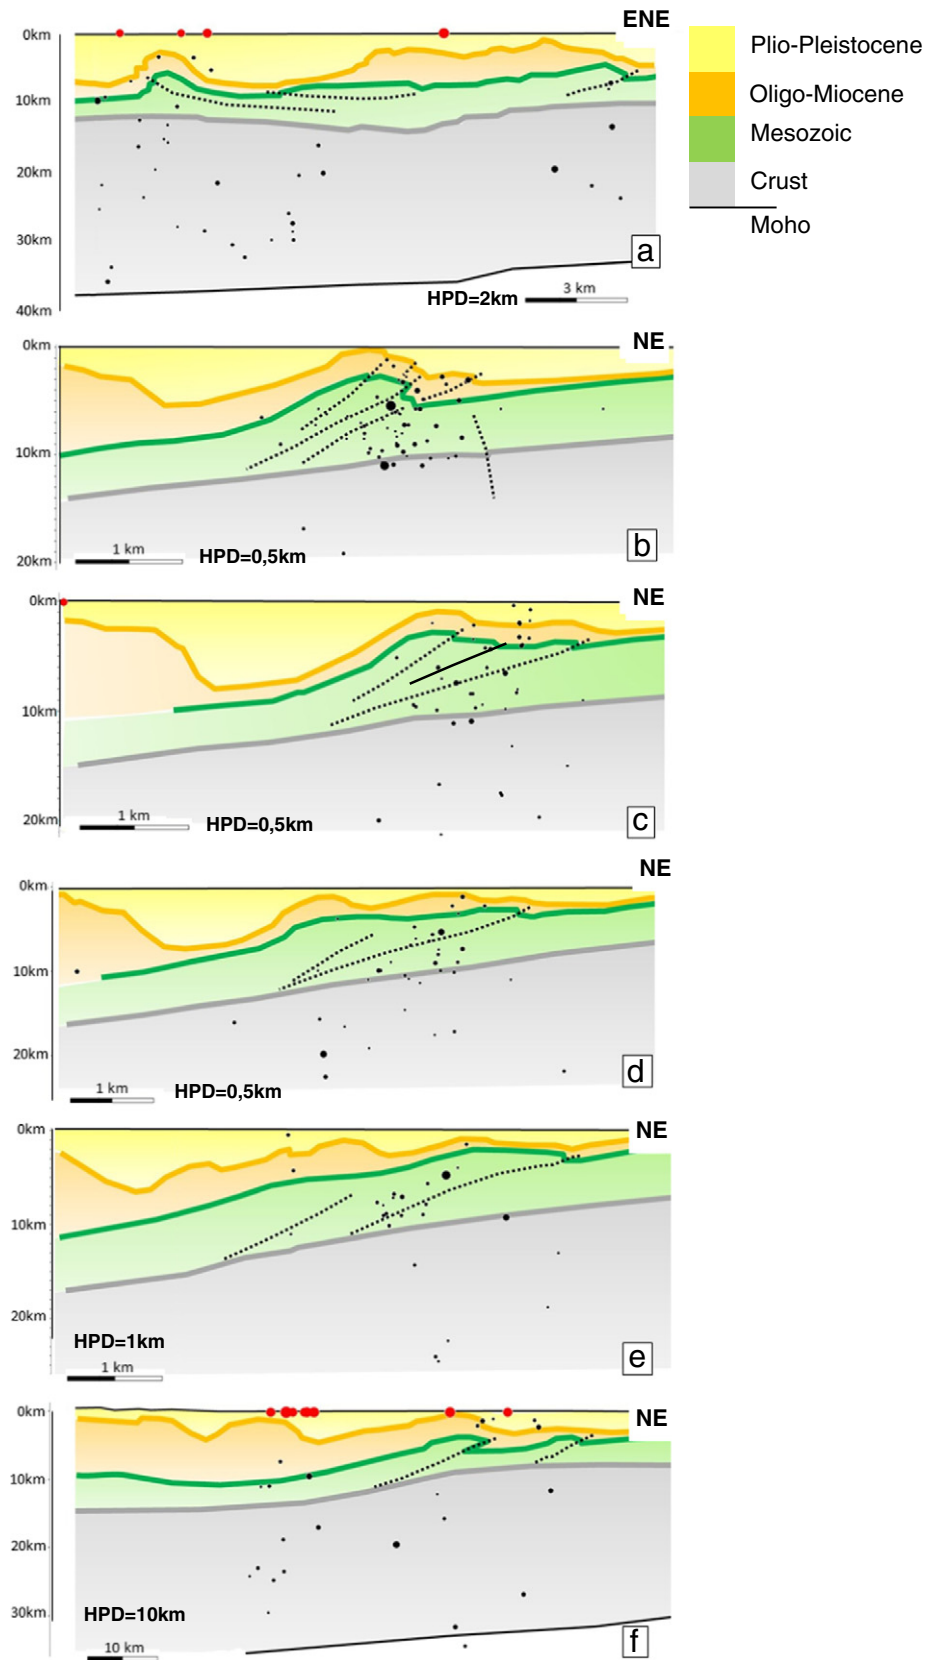 ENE
0km
10km
20km
30km
40km
a
HPD=2km
3 km
Plio-Pleistocene
Oligo-Miocene
Mesozoic
Crust
Moho
NE
0km
10km
20km
1 km
HPD=0,5km
b
NE
0km
10km
20km
1 km
HPD=0,5km
c
NE
0km
10km
20km
1 km
HPD=0,5km
d
NE
0km
10km
20km
HPD=1km
1 km
e
NE
0km
10km
20km
30km
HPD=10km
10 km
f